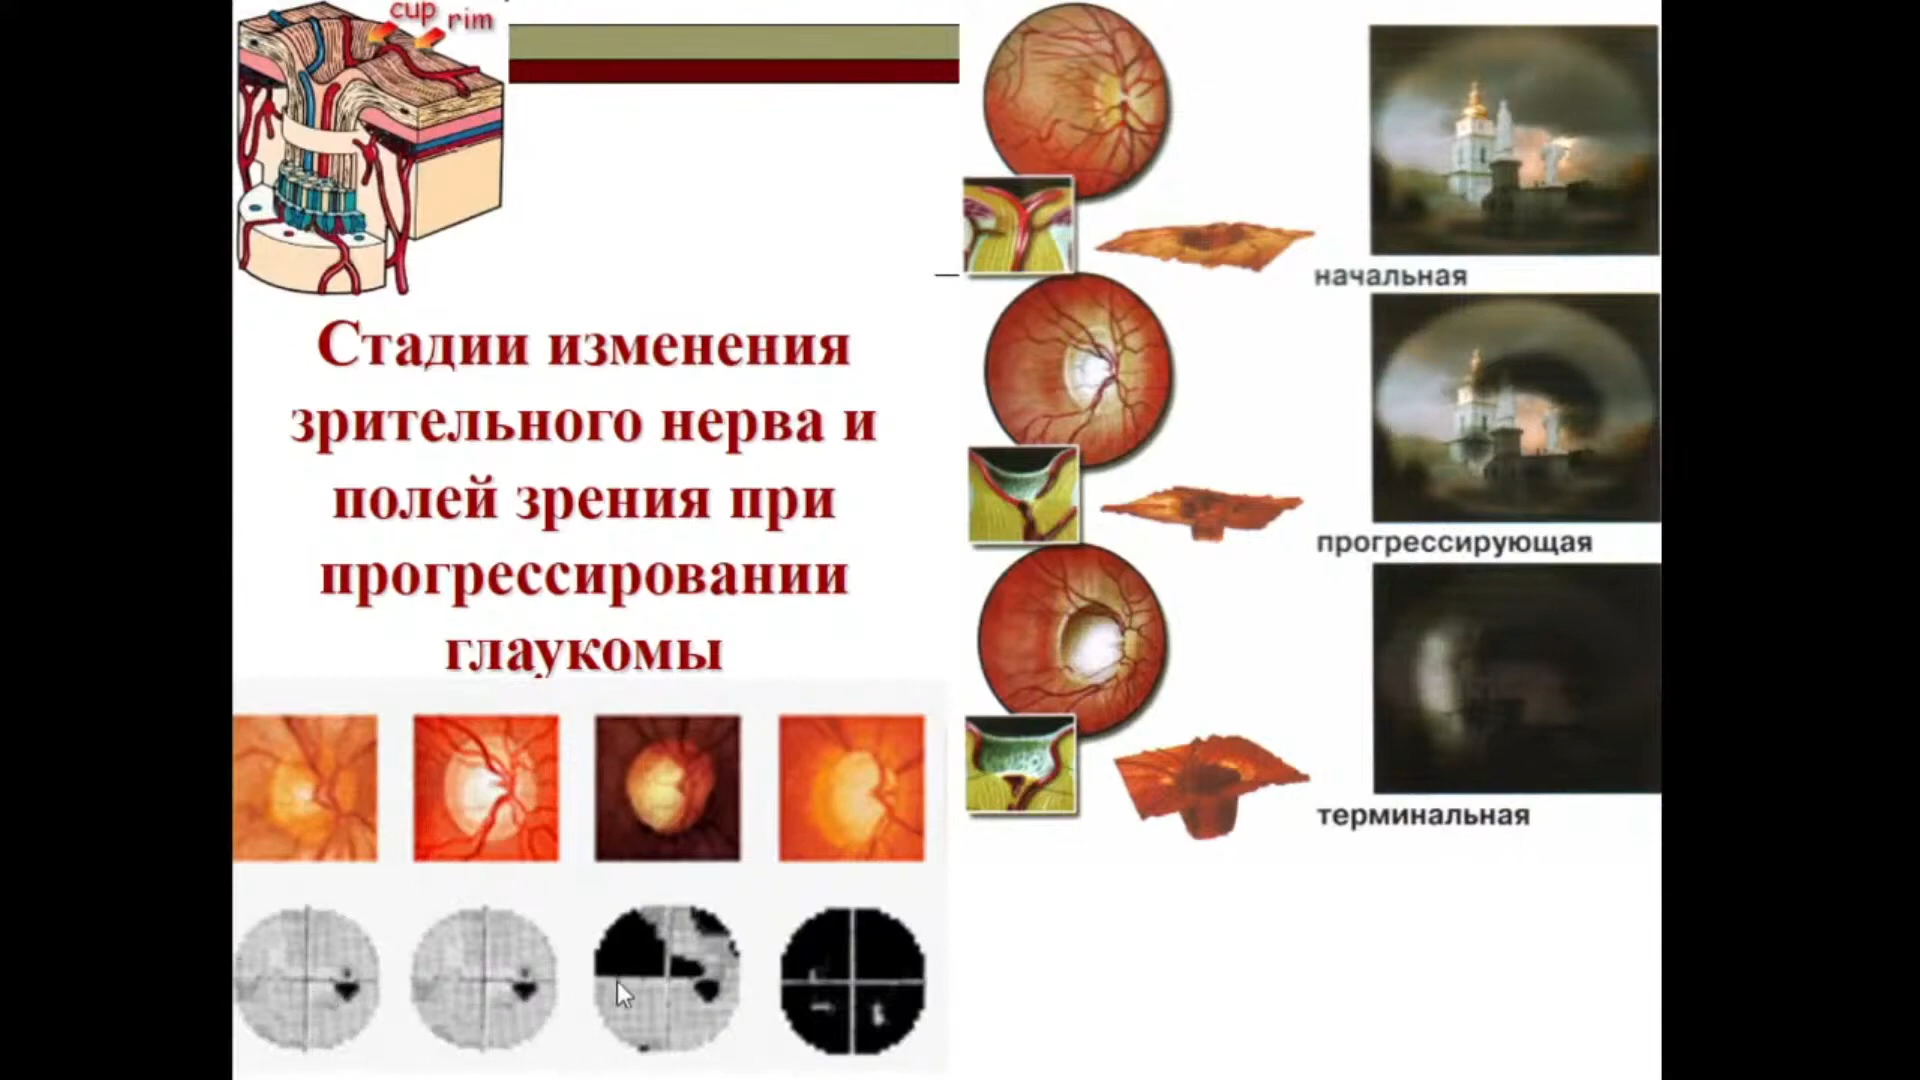 cup
rim
Стадии изменения
зрительного нерва и
полей зрения при
прогрессировании
глаукомы
начальная
прогрессирующая
терминальная